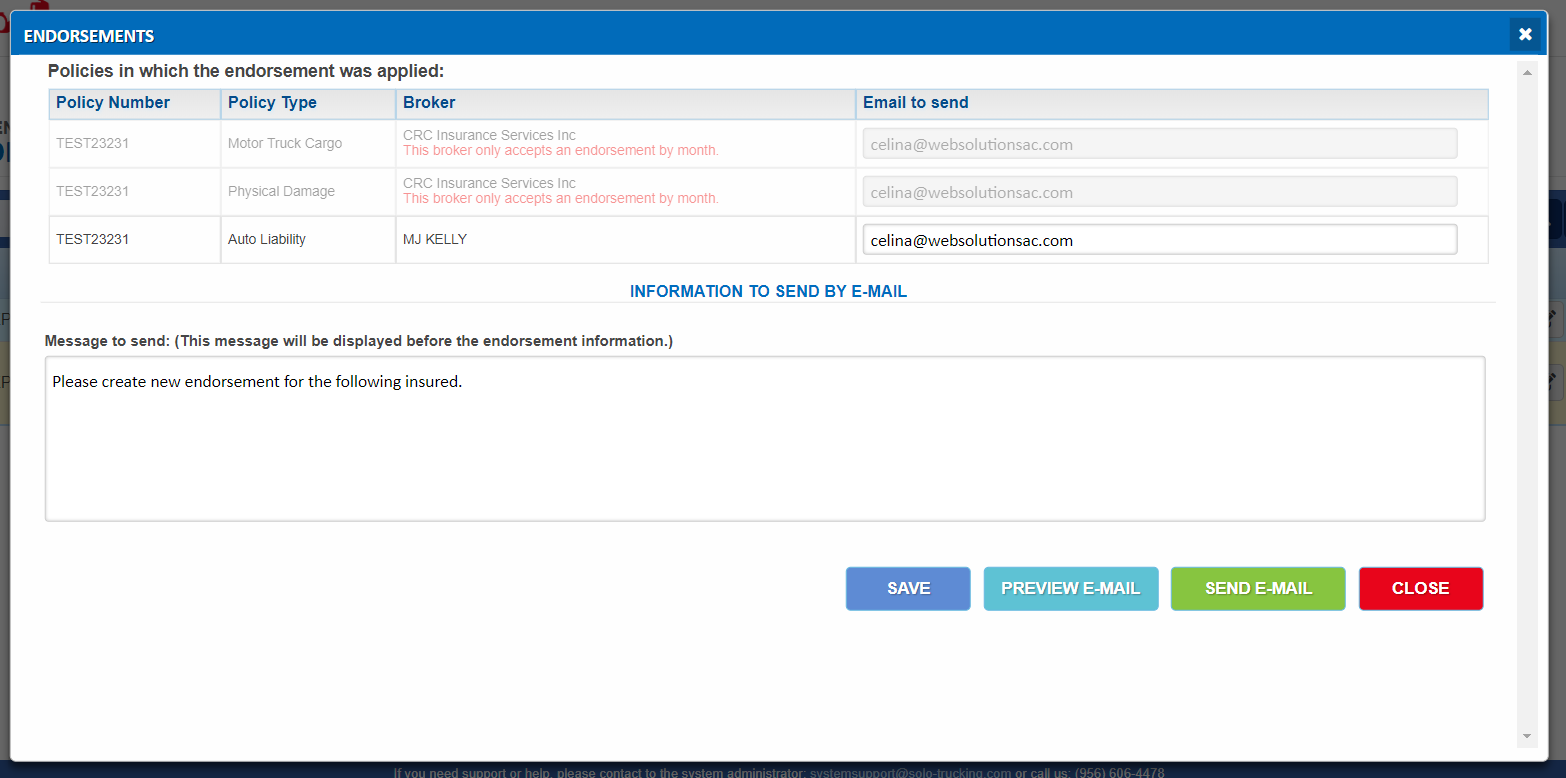 ENDORSEMENTS
Policies in which the endorsement was applied:
Policy Number Policy Type Broker Email to send
TEST23231 Motor Truck Cargo CRC Insurance Services Inc celina@websolutionsac.com
This broker only accepts an endorsement by month.
TEST23231 Physical Damage CRC Insurance Services Inc celina@websolutionsac.com
This broker only accepts an endorsement by month.
TEST23231 Auto Liability MJ KELLY celina@websolutionsac.com
INFORMATION TO SEND BY E-MAIL
Message to send: (This message will be displayed before the endorsement information.)
Please create new endorsement for the following insured.
SAVE PREVIEW E-MAIL SEND E-MAIL CLOSE
If you need support or help, please contact to the system administrator: systemsupport@solo-trucking.com or call us: (956) 606-4478